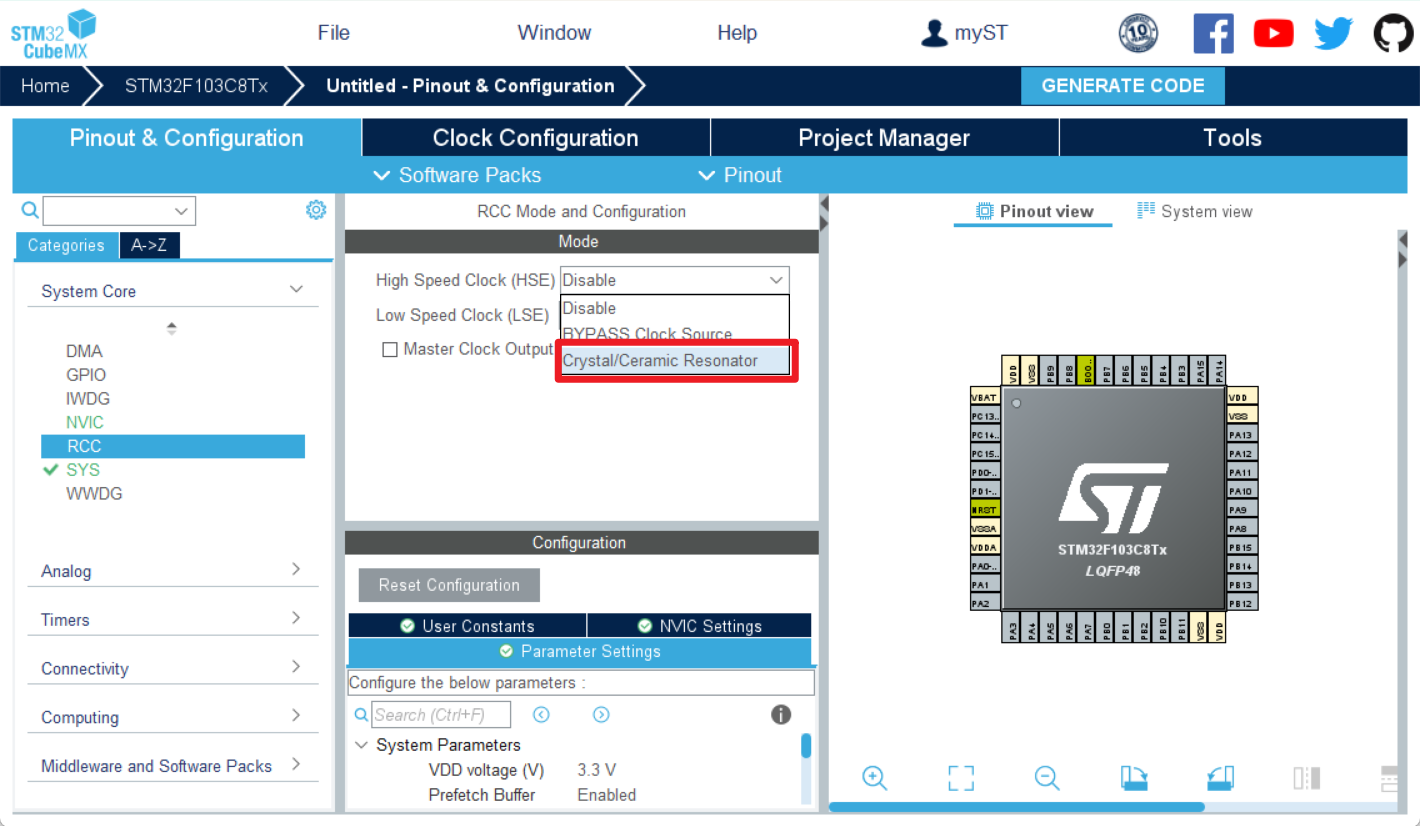 STM32
CubeMX
File
Window
Help
myST
10
Home
STM32F103C8Tx
Untitled - Pinout & Configuration
GENERATE CODE
Pinout & Configuration
Clock Configuration
Project Manager
Tools
Software Packs
Pinout
Categories
A->Z
System Core
DMA
GPIO
IWDG
NVIC
RCC
SYS
WWDG
Analog
Timers
Connectivity
Computing
Middleware and Software Packs
RCC Mode and Configuration
Mode
High Speed Clock (HSE)
Disable
Low Speed Clock (LSE)
Disable
BYPASS Clock Source
Master Clock Output
Crystal/Ceramic Resonator
Configuration
Reset Configuration
User Constants
NVIC Settings
Parameter Settings
Configure the below parameters :
Search (Ctrl+F)
System Parameters
VDD voltage (V) 3.3 V
Prefetch Buffer Enabled
Pinout view
System view
VDD
VSS
PB9
PB8
BOO..
PB7
PB6
PB5
PB4
PB3
PA15
PA14
VBAT
PC13..
PC14..
PC15..
PD0-..
PD1-..
NRST
VSSA
VDDA
PA0-..
PA1
PA2
VDD
VSS
PA13
PA12
PA11
PA10
PA9
PA8
PB15
PB14
PB13
PB12
STM32F103C8Tx
LQFP48
PA3
PA4
PA5
PA6
PA7
PB0
PB1
PB2
PB10
PB11
VSS
VDD